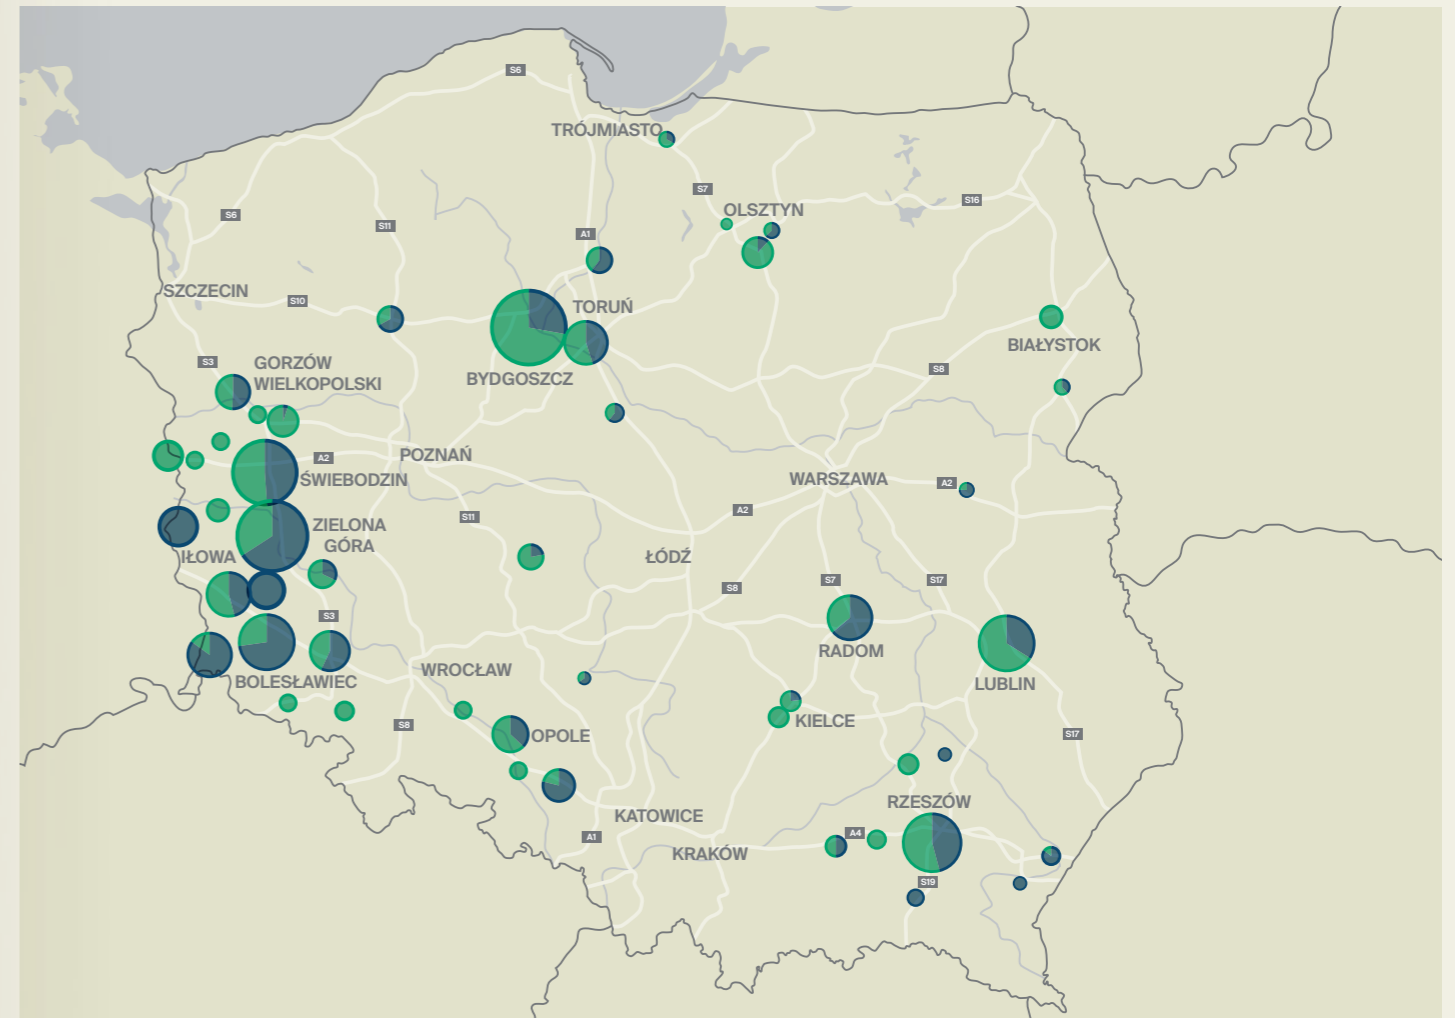 S6
TRÓJMIASTO
S7
S16
OLSZTYN
S6
S11
A1
SZCZECIN
S10
TORUŃ
BIAŁYSTOK
S3
GORZÓW
WIELKOPOLSKI
BYDGOSZCZ
S8
A2
POZNAŃ
ŚWIEBODZIN
WARSZAWA
A2
A2
S11
ZIELONA
GÓRA
IŁOWA
ŁÓDŹ
S8
S7
S17
S3
RADOM
WROCŁAW
BOLESŁAWIEC
LUBLIN
S8
OPOLE
KIELCE
S17
RZESZÓW
KATOWICE
A1
A4
KRAKÓW
S19